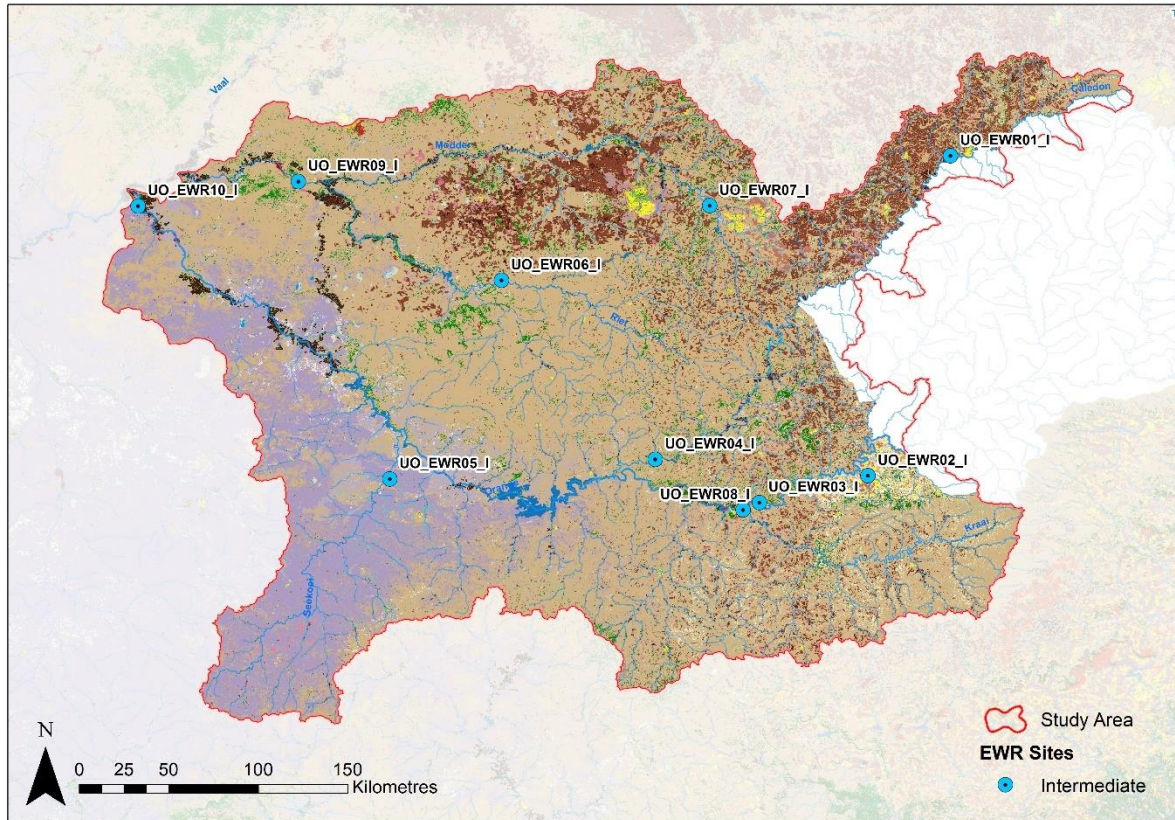 T
Vaal
Caledon
UO_EWR01_I
Modder
UO_EWR09_I
UO_EWR10_I
UO_EWR07_I
UO_EWR06_I
Riet
UO_EWR04_I
UO_EWR05_I
UO_EWR02_I
UO_EWR08_I
UO_EWR03_I
Kraai
Seekoei
N
0 25 50 100 150
Kilometres
Study Area
EWR Sites
Intermediate